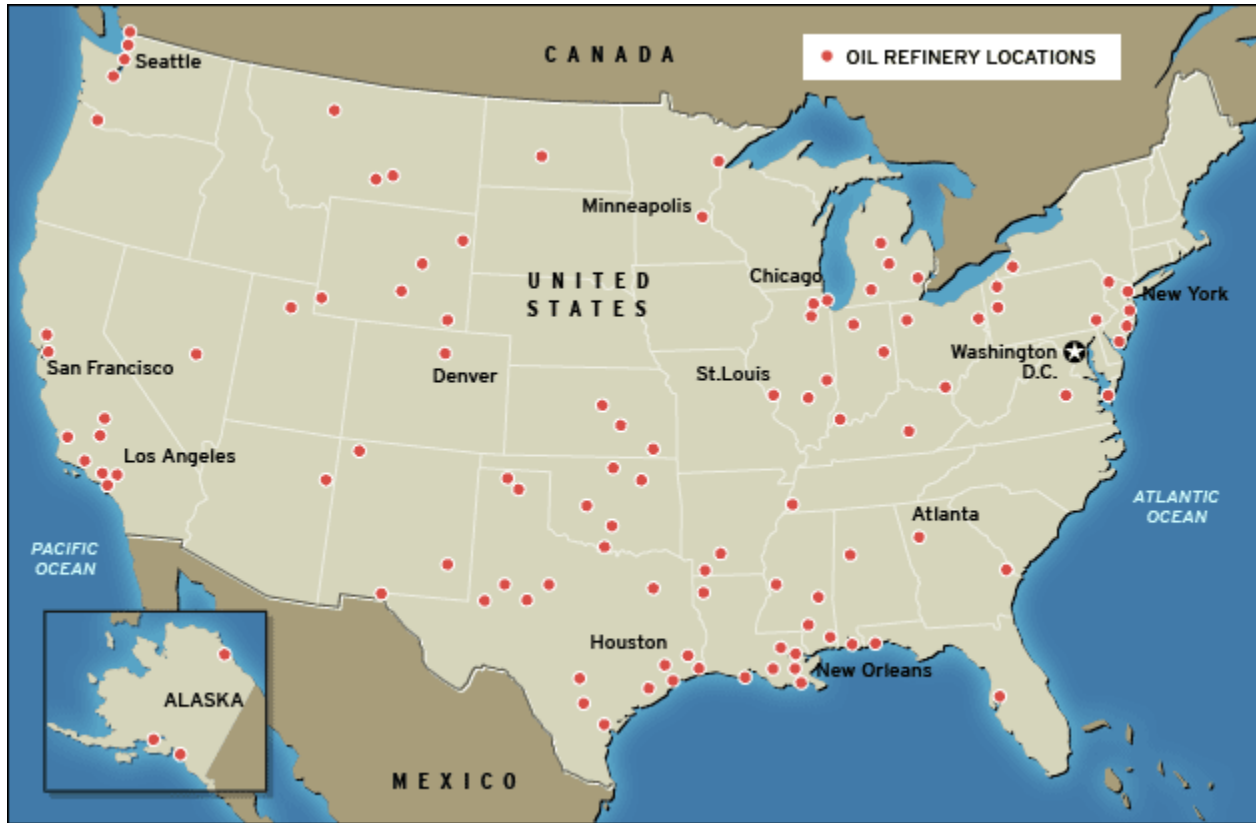 CANADA
OIL REFINERY LOCATIONS
Seattle
Minneapolis
UNITED
STATES
Chicago
New York
San Francisco
Denver
St.Louis
Washington
D.C.
Los Angeles
Atlanta
ATLANTIC
OCEAN
PACIFIC
OCEAN
Houston
New Orleans
ALASKA
MEXICO